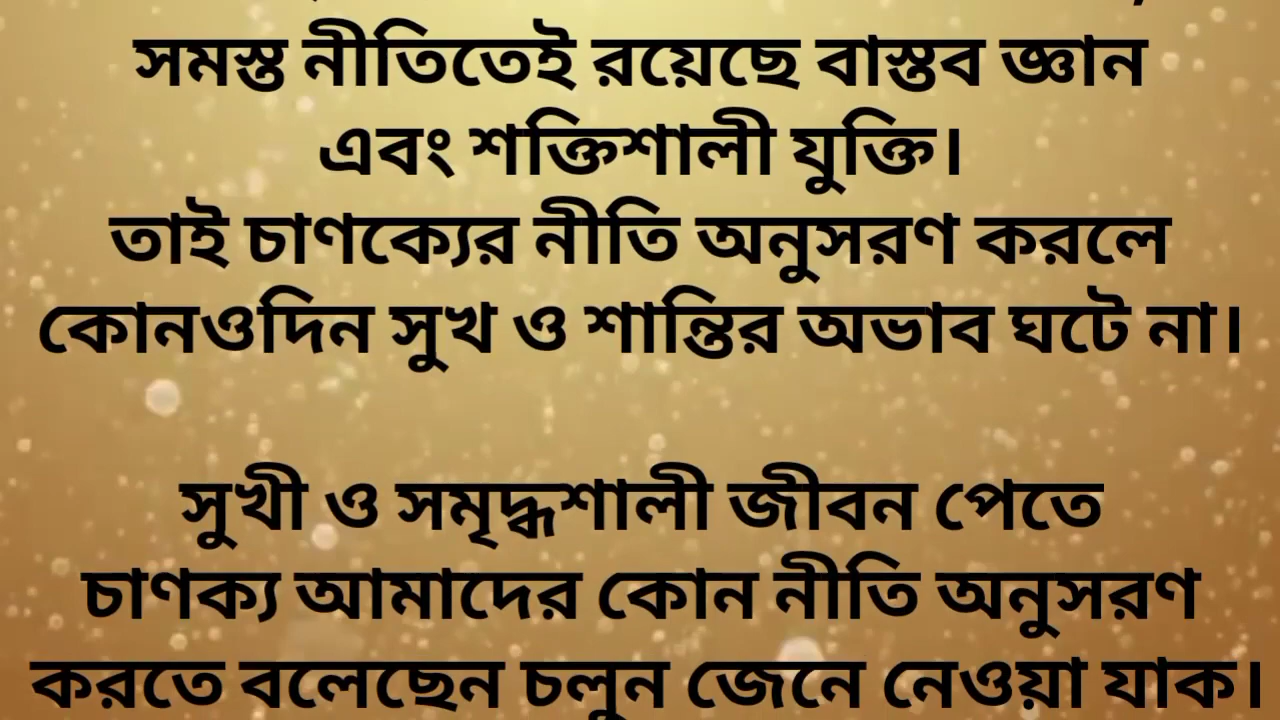 সমস্ত নীতিতেই রয়েছে বাস্তব জ্ঞান
এবং শক্তিশালী যুক্তি।
তাই চাণক্যের নীতি অনুসরণ করলে
কোনওদিন সুখ ও শান্তির অভাব ঘটে না।
সুখী ও সমৃদ্ধশালী জীবন পেতে
চাণক্য আমাদের কোন নীতি অনুসরণ
করতে বলেছেন চলুন জেনে নেওয়া যাক।